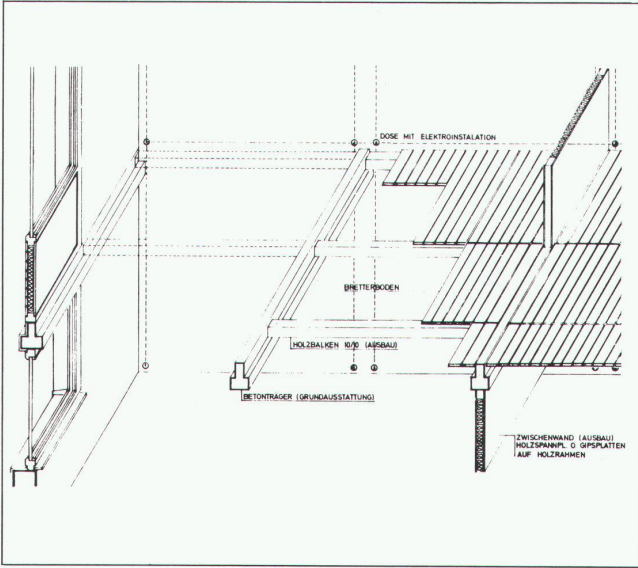 DOSE MIT ELEKTROINSTALATION
BRETTERBODEN
HOLZBALKEN 10/10 (AUSBAU)
BETONTRÄGER (GRUNDAUSSTATTUNG)
ZWISCHENWAND (AUSBAU)
HOLZSPANNPL. O GIPSPLATTEN
AUF HOLZRAHMEN